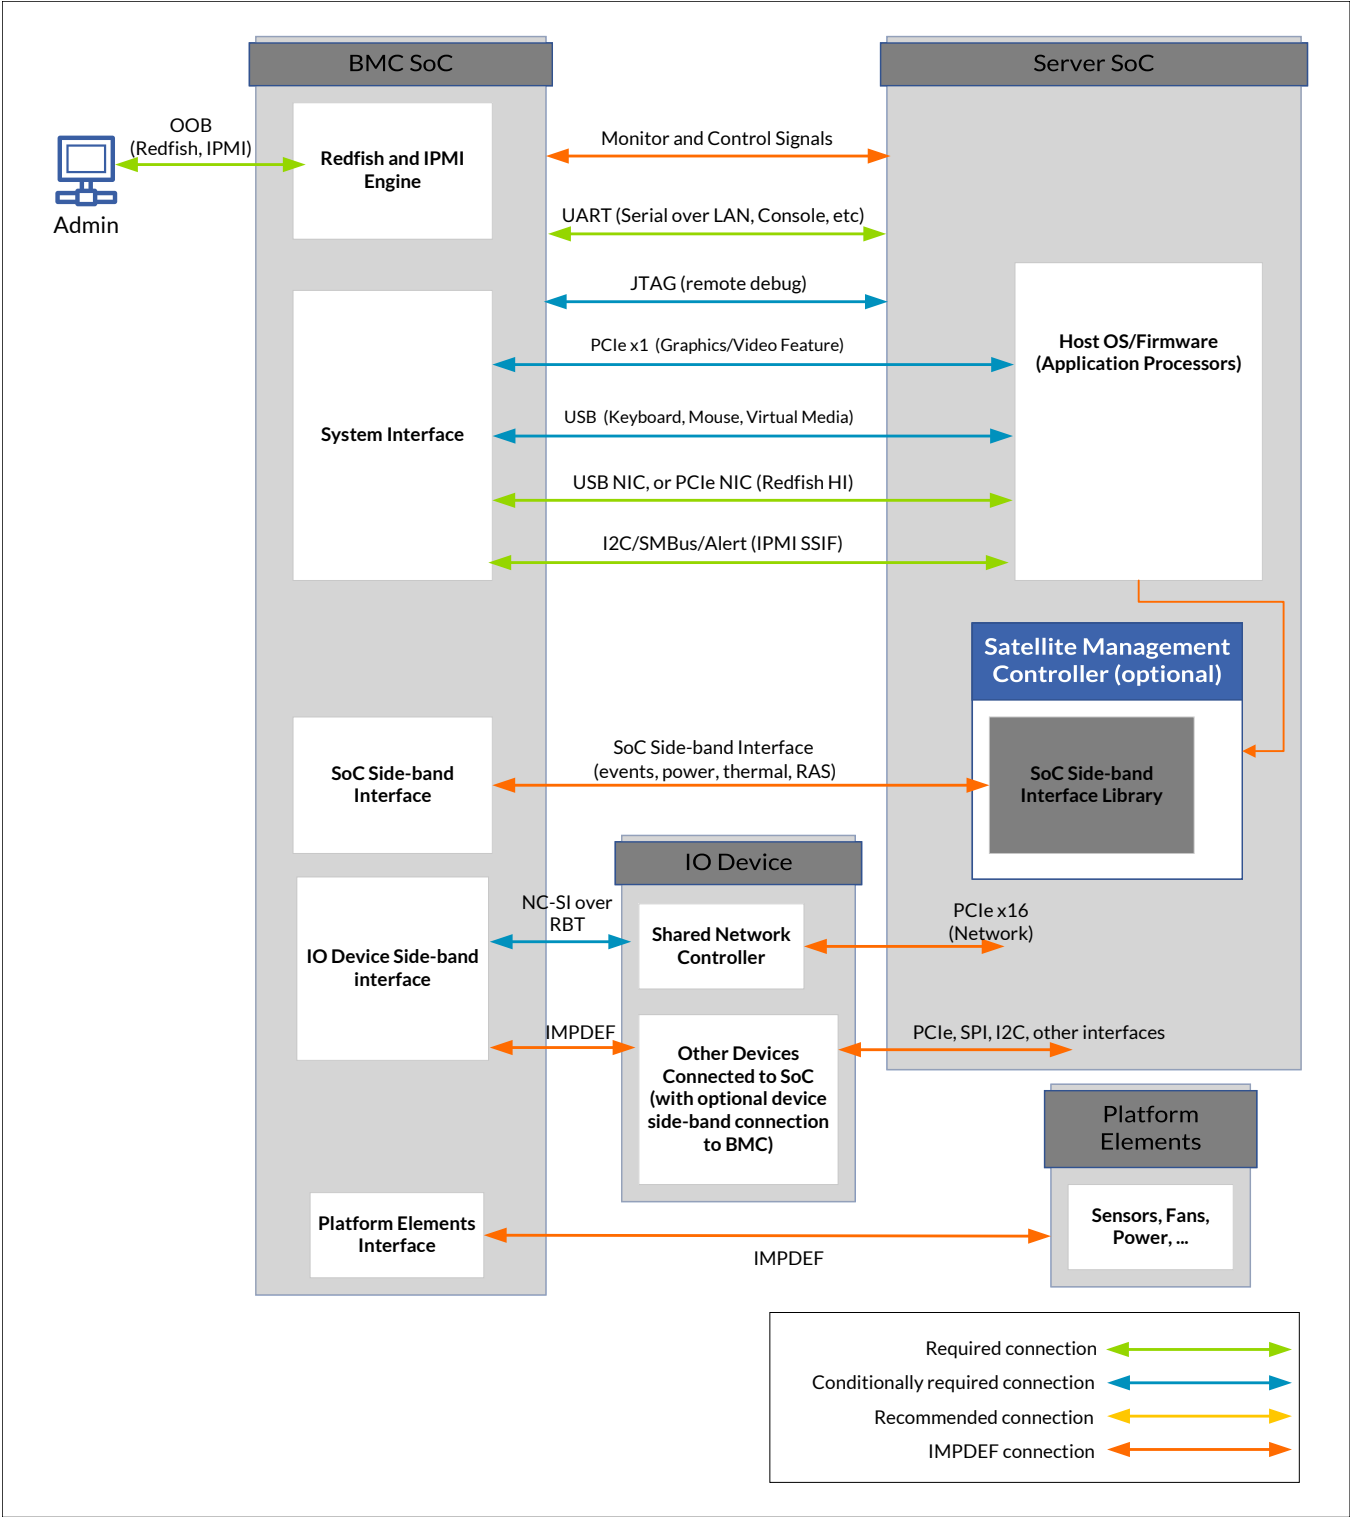 BMC SoC
Server SoC
OOB
(Redfish, IPMI)
Admin
Redfish and IPMI
Engine
Monitor and Control Signals
UART (Serial over LAN, Console, etc)
JTAG (remote debug)
PCIe x1 (Graphics/Video Feature)
USB (Keyboard, Mouse, Virtual Media)
USB NIC, or PCIe NIC (Redfish HI)
I2C/SMBus/Alert (IPMI SSIF)
System Interface
Host OS/Firmware
(Application Processors)
Satellite Management
Controller (optional)
SoC Side-band
Interface
SoC Side-band Interface
(events, power, thermal, RAS)
SoC Side-band
Interface Library
IO Device
IO Device Side-band
interface
NC-SI over
RBT
Shared Network
Controller
PCIe x16
(Network)
IMPDEF
Other Devices
Connected to SoC
(with optional device
side-band connection
to BMC)
PCIe, SPI, I2C, other interfaces
Platform
Elements
Platform Elements
Interface
IMPDEF
Sensors, Fans,
Power, ...
Required connection
Conditionally required connection
Recommended connection
IMPDEF connection